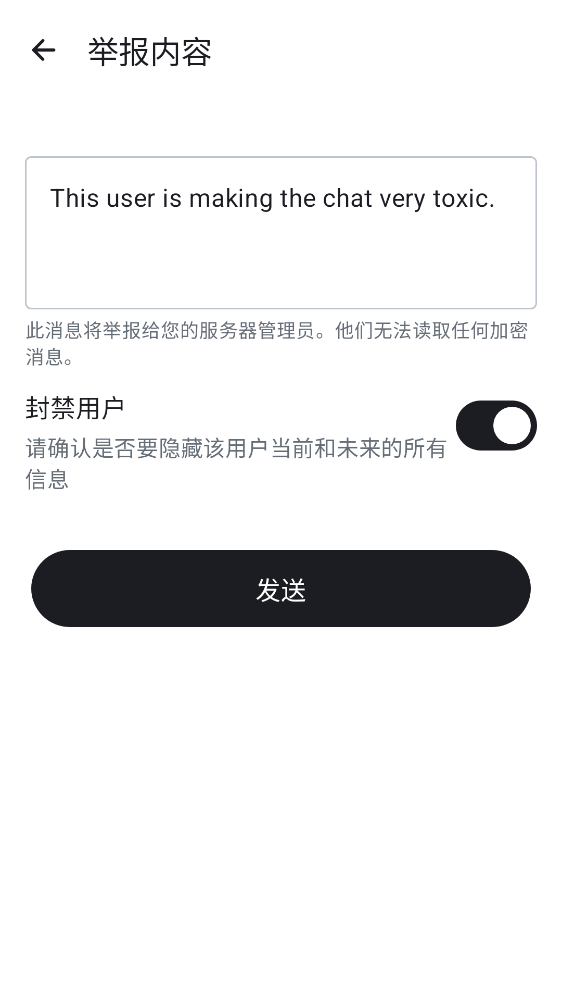 举报内容
This user is making the chat very toxic.
此消息将举报给您的服务器管理员。他们无法读取任何加密
消息。
封禁用户
请确认是否要隐藏该用户当前和未来的所有
信息
发送